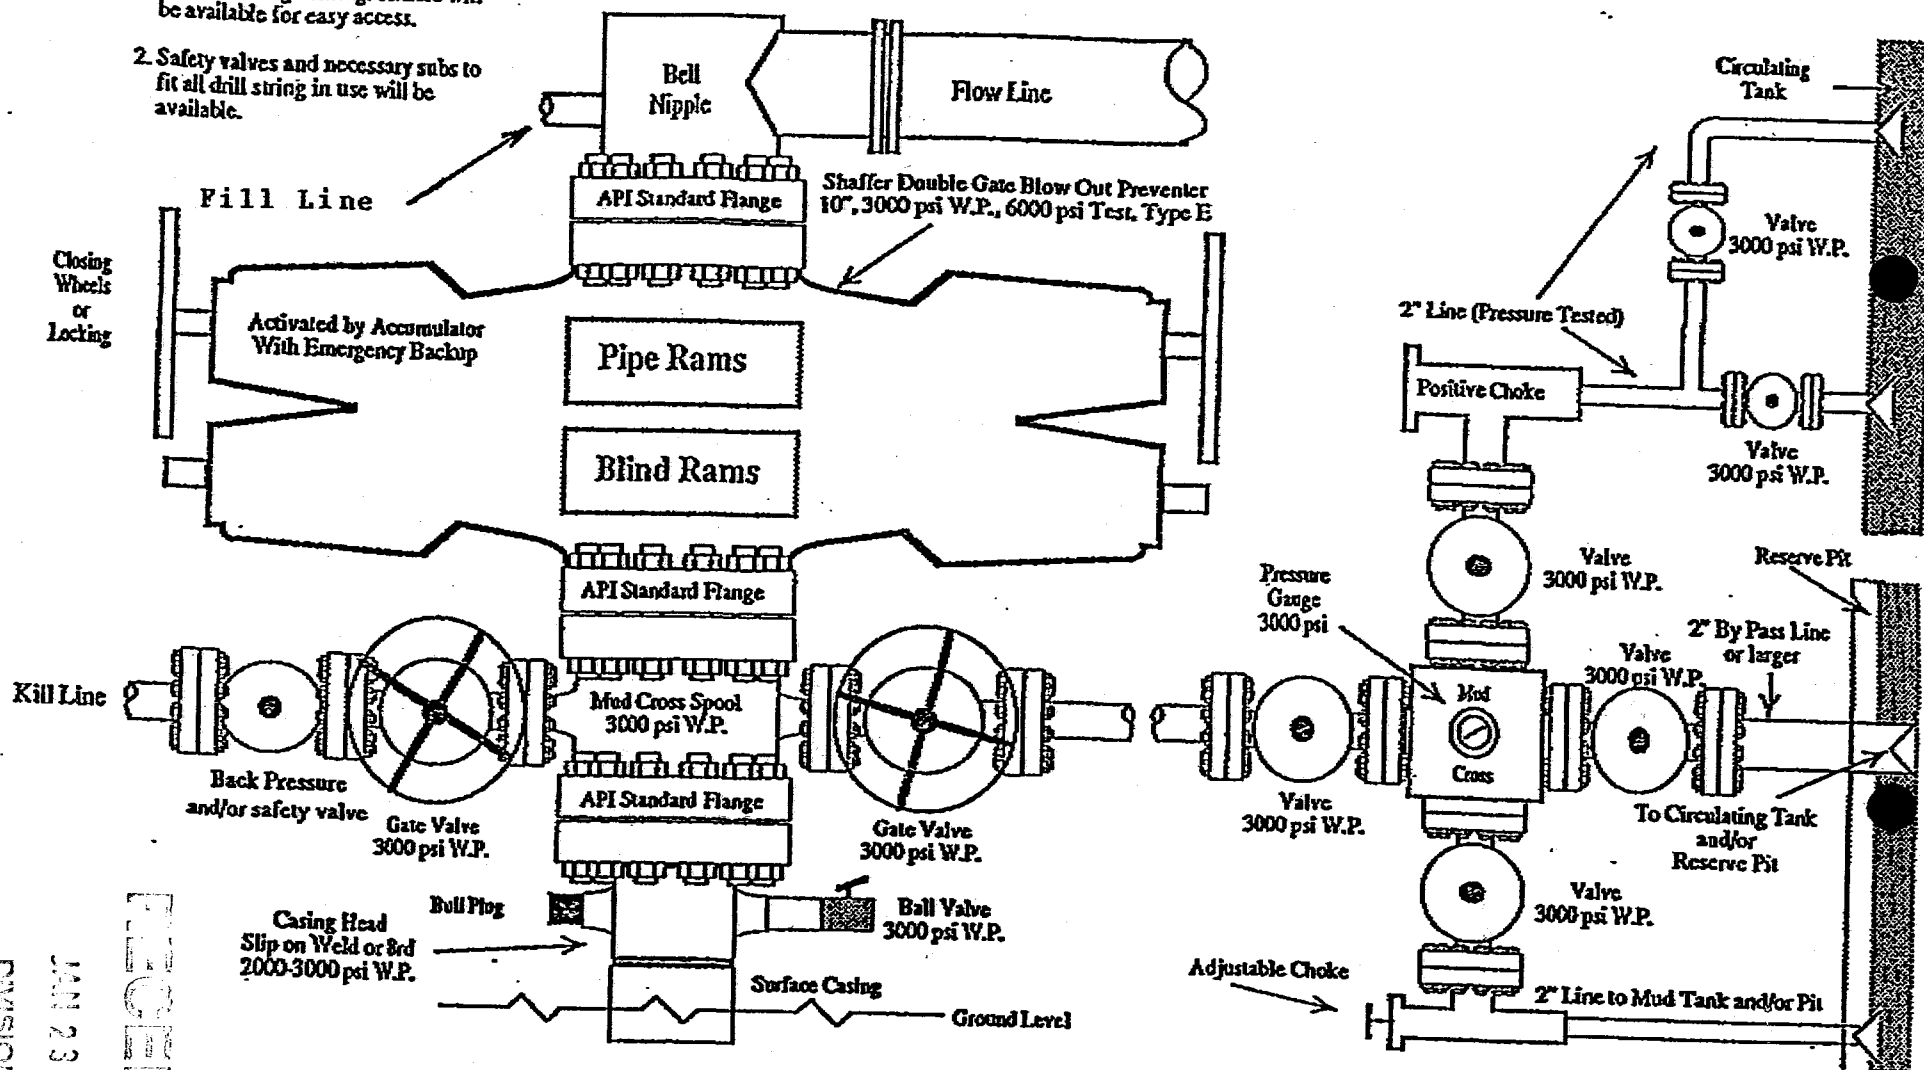 be available for easy access.
2. Safety valves and necessary subs to
fit all drill string in use will be
available.
Bell
Nipple
Flow Line
Circulating
Tank
Fill Line
API Standard Flange
Shaffer Double Gate Blow Out Preventer
10", 3000 psi W.P., 6000 psi Test, Type E
Valve
3000 psi W.P.
Closing
Wheels
or
Locking
Activated by Accumulator
With Emergency Backup
Pipe Rams
2" Line (Pressure Tested)
Positive Choke
Valve
3000 psi W.P.
Blind Rams
API Standard Flange
Pressure
Gauge
3000 psi
Valve
3000 psi W.P.
Reserve Pit
2" By Pass Line
or larger
Valve
3000 psi W.P.
Kill Line
Mud Cross Spool
3000 psi W.P.
Mud
Cross
Back Pressure
and/or safety valve
Gate Valve
3000 psi W.P.
API Standard Flange
Gate Valve
3000 psi W.P.
Valve
3000 psi W.P.
To Circulating Tank
and/or
Reserve Pit
Bull Plug
Ball Valve
3000 psi W.P.
Valve
3000 psi W.P.
Casing Head
Slip on Weld or 8rd
2000-3000 psi W.P.
Surface Casing
Ground Level
Adjustable Choke
2" Line to Mud Tank and/or Pit
JAN 23